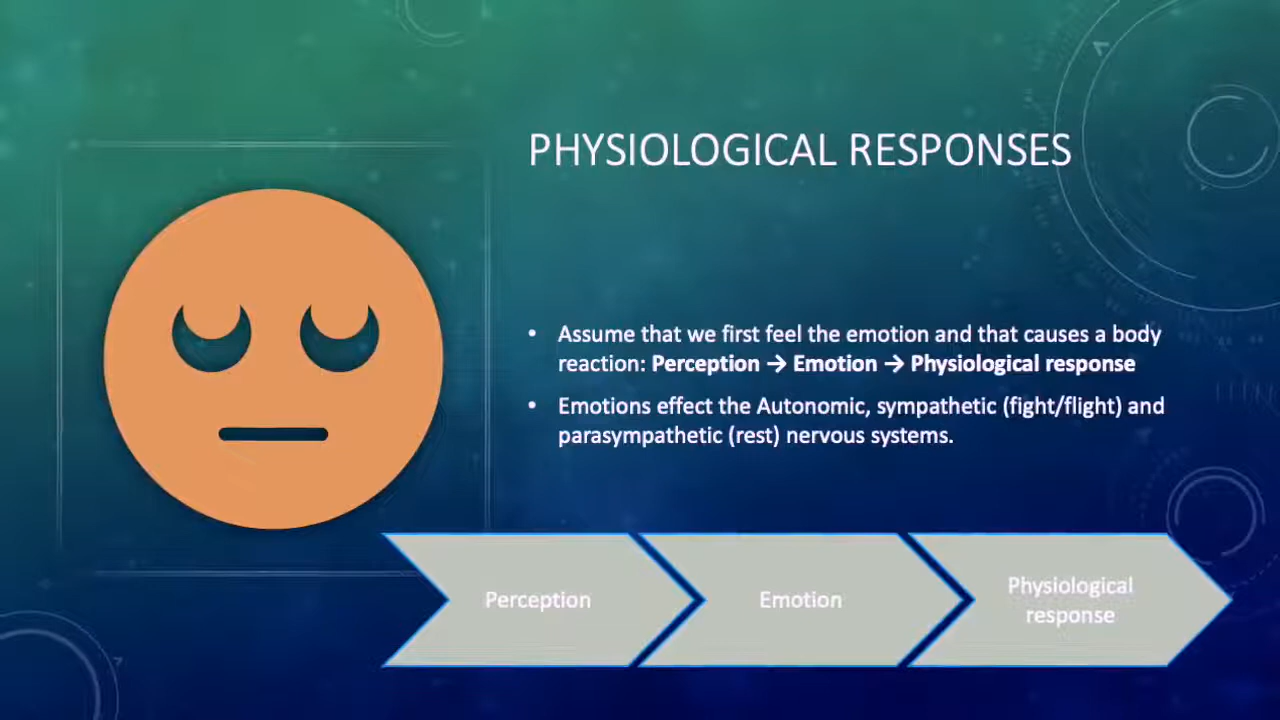 PHYSIOLOGICAL RESPONSES
• Assume that we first feel the emotion and that causes a body
reaction: Perception → Emotion → Physiological response
• Emotions effect the Autonomic, sympathetic (fight/flight) and
parasympathetic (rest) nervous systems.
Perception
Emotion
Physiological
response